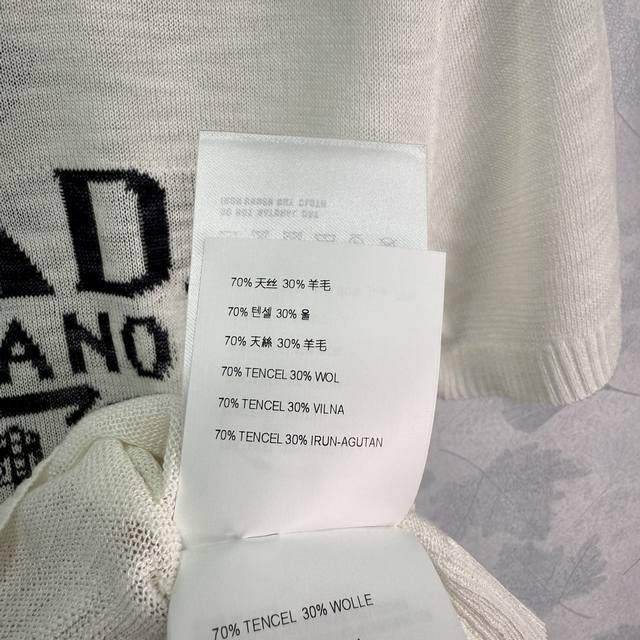 AD.
ANO
70% 天丝 30% 羊毛
70% 텐셀 30% 울
70% 天絲 30% 羊毛
70% TENCEL 30% WOL
70% TENCEL 30% VILNA
70% TENCEL 30% IRUN-AGUTAN
70% TENCEL 30% WOLLE